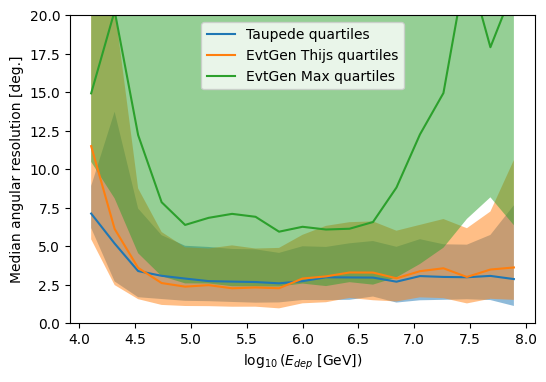 Taupede quartiles
EvtGen Thijs quartiles
EvtGen Max quartiles
Median angular resolution [deg.]
20.0
17.5
15.0
12.5
10.0
7.5
5.0
2.5
0.0
4.0 4.5 5.0 5.5 6.0 6.5 7.0 7.5 8.0
log₁₀(E_dep [GeV])